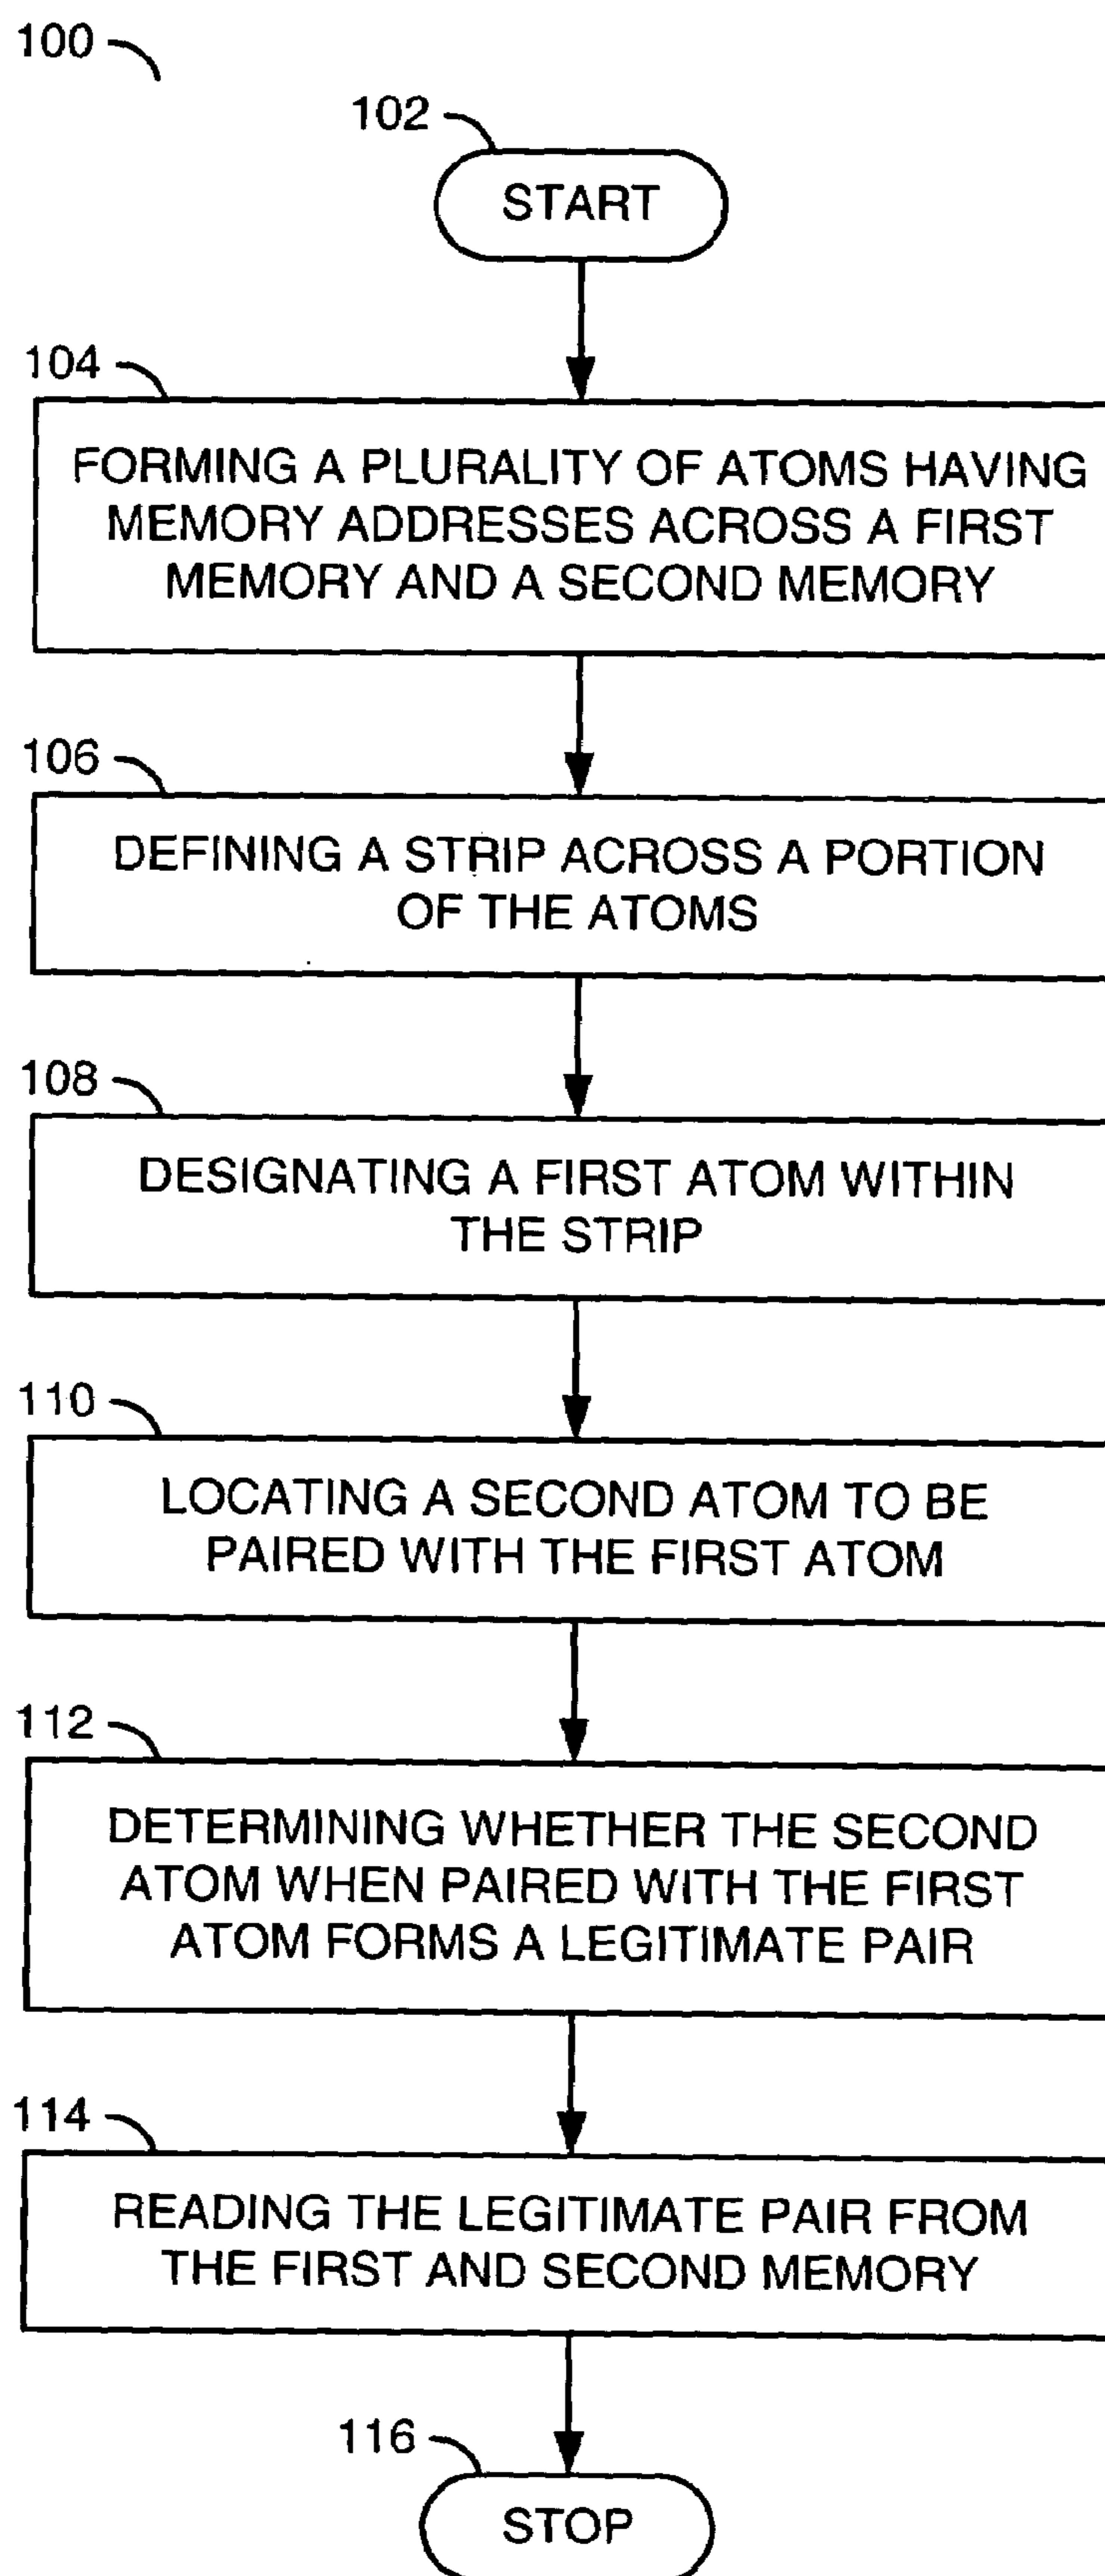 100
102
START
104
FORMING A PLURALITY OF ATOMS HAVING
MEMORY ADDRESSES ACROSS A FIRST
MEMORY AND A SECOND MEMORY
106
DEFINING A STRIP ACROSS A PORTION
OF THE ATOMS
108
DESIGNATING A FIRST ATOM WITHIN
THE STRIP
110
LOCATING A SECOND ATOM TO BE
PAIRED WITH THE FIRST ATOM
112
DETERMINING WHETHER THE SECOND
ATOM WHEN PAIRED WITH THE FIRST
ATOM FORMS A LEGITIMATE PAIR
114
READING THE LEGITIMATE PAIR FROM
THE FIRST AND SECOND MEMORY
116
STOP